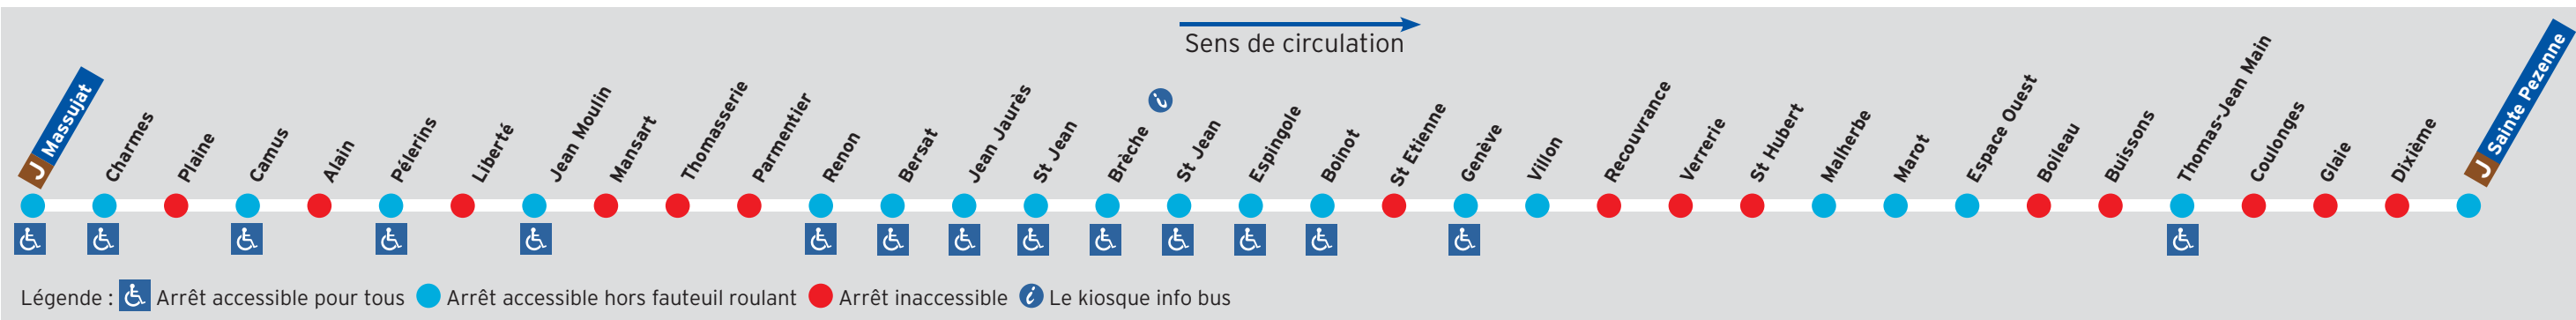 Sens de circulation
J Massujat
Charmes
Plaine
Camus
Alain
Pélerins
Liberté
Jean Moulin
Mansart
Thomasserie
Parmentier
Renon
Bersat
Jean Jaurès
St Jean
Brèche
i
St Jean
Espingole
Boinot
St Etienne
Genève
Villon
Recouvrance
Verrerie
St Hubert
Malherbe
Marot
Espace Ouest
Boileau
Buissons
Thomas-Jean Main
Coulonges
Glaie
Dixième
J Sainte Pezenne
Légende : Arrêt accessible pour tous Arrêt accessible hors fauteuil roulant Arrêt inaccessible i Le kiosque info bus